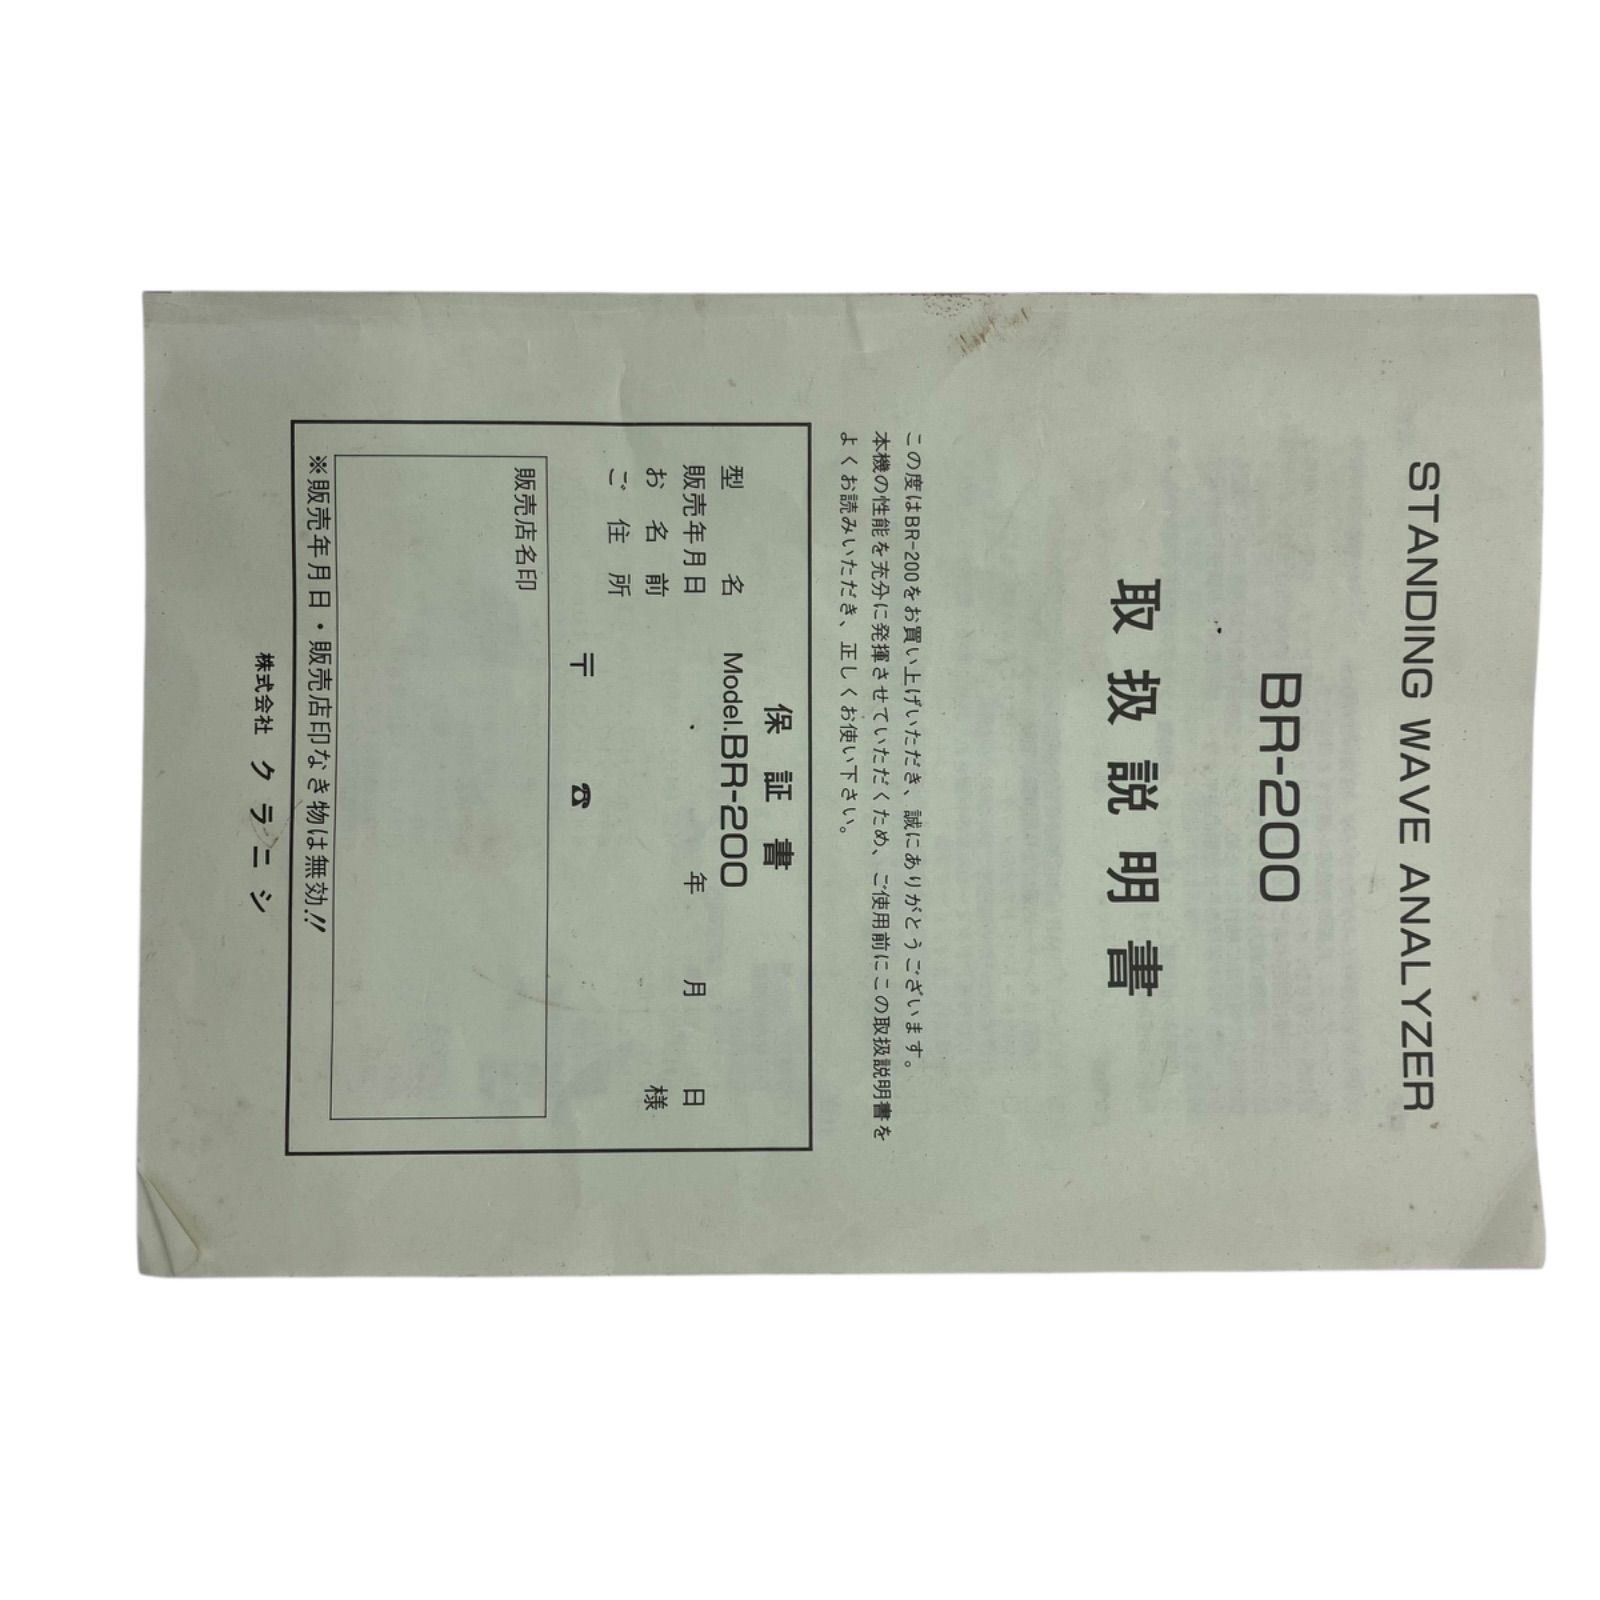 STANDING WAVE ANALYZER
BR-200
取扱説明書
この度はBR-200をお買い上げいただき、誠にありがとうございます。
本機の性能を充分に発揮させていただくため、ご使用前にこの取扱説明書を
よくお読みいただき、正しくお使い下さい。
保証書
型名 Model.BR-200
販売年月日 年 月 日
お名前 様
ご住所
〒 ☎
販売店名印
※販売年月日・販売店印なき物は無効!!
株式会社 クラニシ